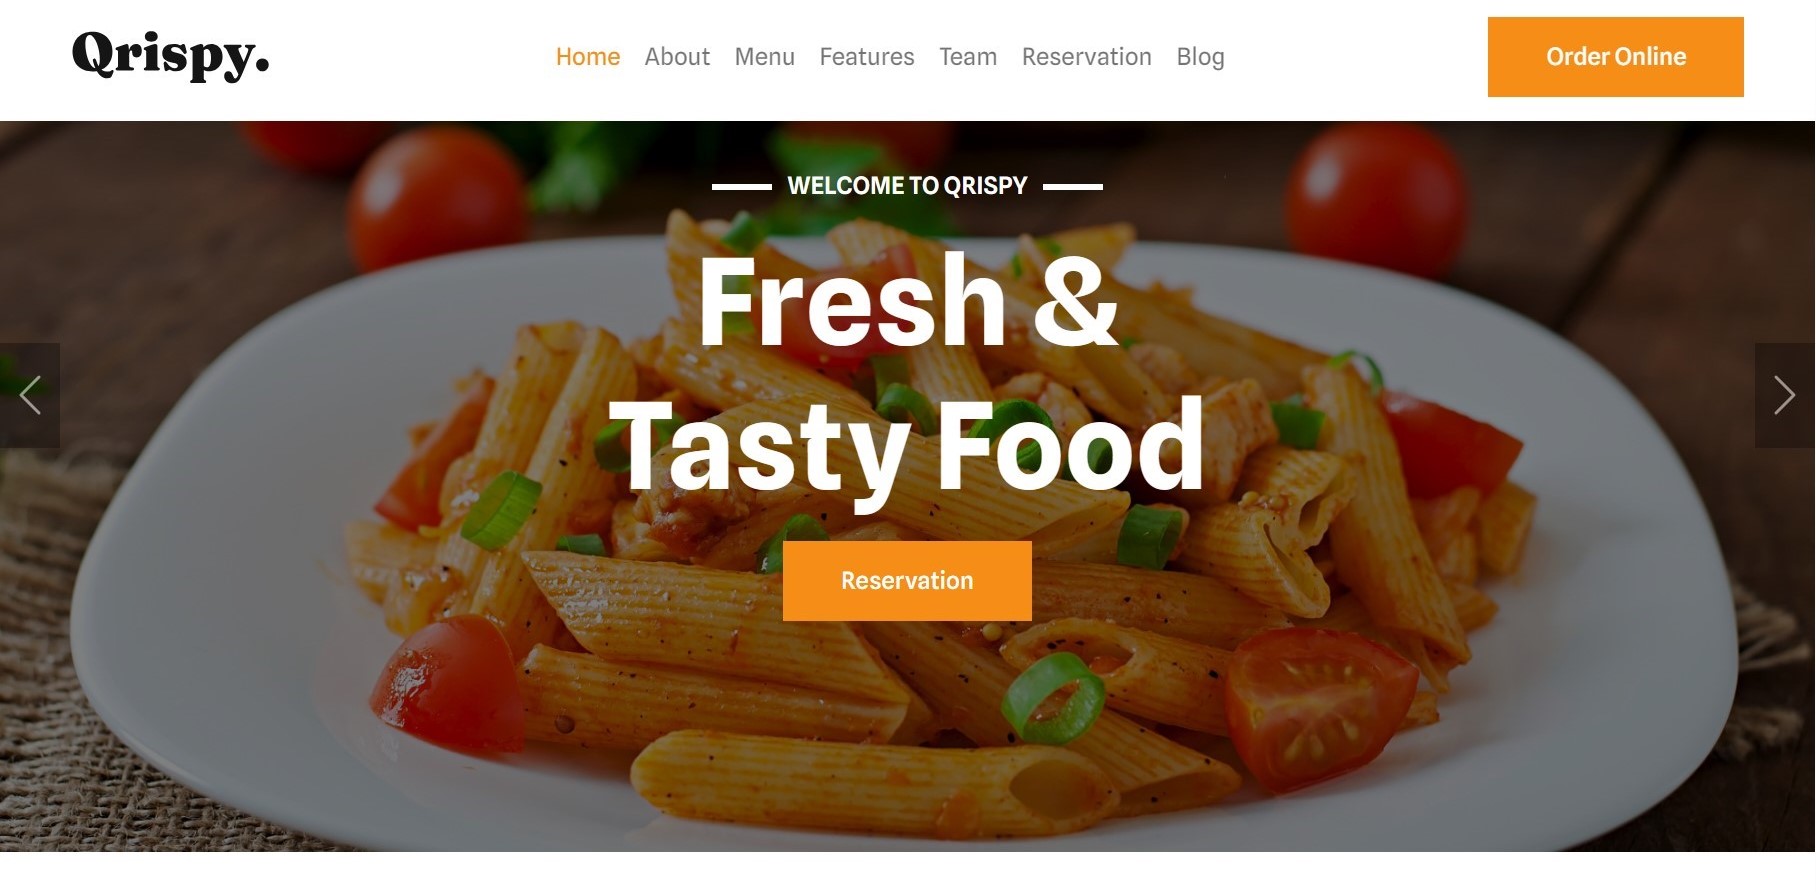 Qrispy.
Home About Menu Features Team Reservation Blog
Order Online
WELCOME TO QRISPY
Fresh &
Tasty Food
Reservation